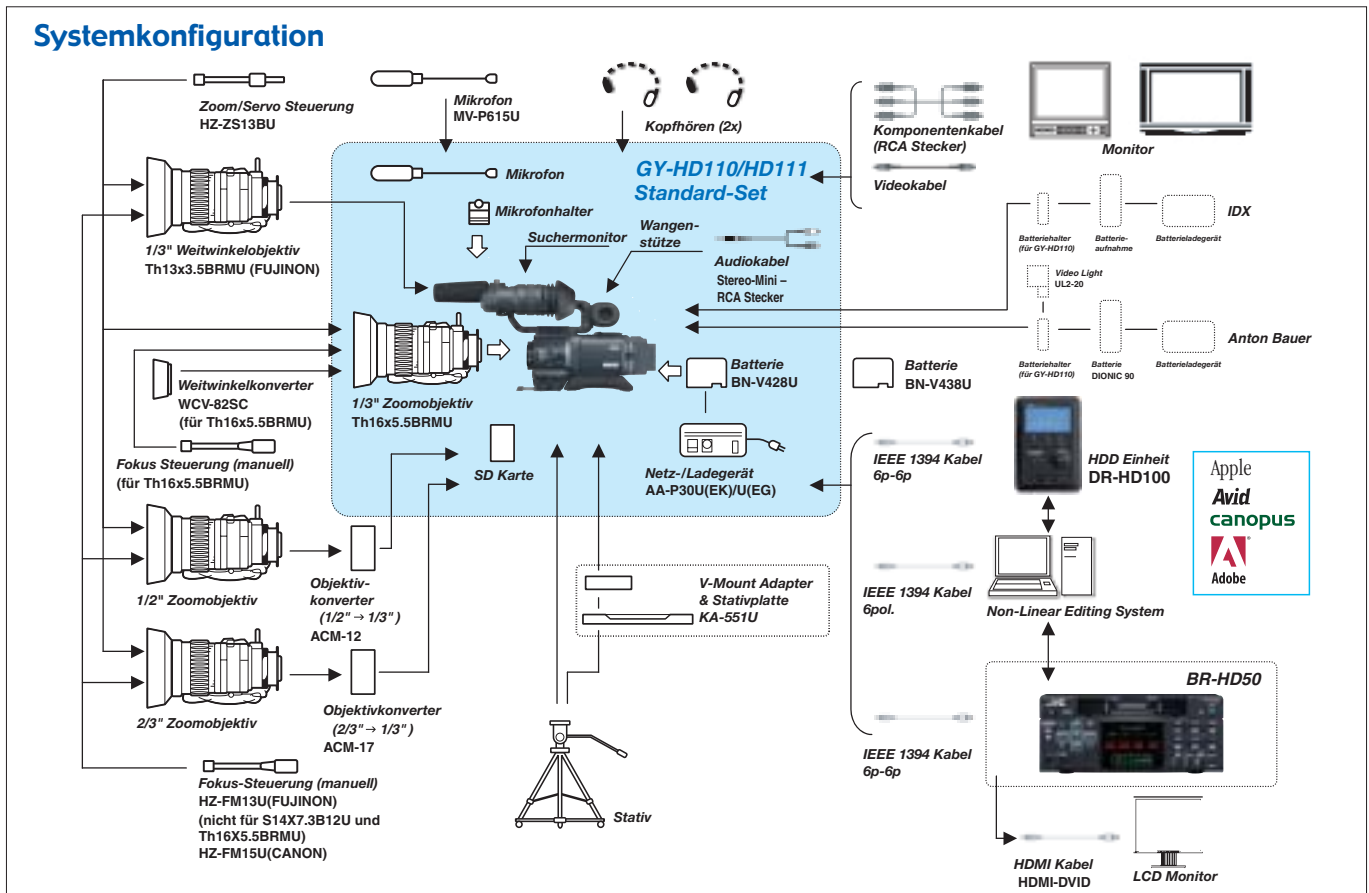 Systemkonfiguration
Zoom/Servo Steuerung
HZ-ZS13BU
Mikrofon
MV-P615U
Kopfhören (2x)
Komponentenkabel
(RCA Stecker)
Videokabel
Monitor
1/3" Weitwinkelobjektiv
Th13x3.5BRMU (FUJINON)
GY-HD110/HD111
Standard-Set
Mikrofon
Mikrofonhalter
Suchermonitor
Wangen-
stütze
Audiokabel
Stereo-Mini –
RCA Stecker
Batteriehalter
(für GY-HD110)
Batterie-
aufnahme
Batterieladegerät
IDX
Video Light
UL2-20
Batteriehalter
(für GY-HD110)
Batterie
DIONIC 90
Batterieladegerät
Anton Bauer
Weitwinkelkonverter
WCV-82SC
(für Th16x5.5BRMU)
1/3" Zoomobjektiv
Th16x5.5BRMU
Batterie
BN-V428U
Batterie
BN-V438U
Fokus Steuerung (manuell)
(für Th16x5.5BRMU)
SD Karte
Netz-/Ladegerät
AA-P30U(EK)/U(EG)
IEEE 1394 Kabel
6p-6p
HDD Einheit
DR-HD100
Apple
Avid
canopus
Adobe
1/2" Zoomobjektiv
Objektiv-
konverter
(1/2" → 1/3")
ACM-12
V-Mount Adapter
& Stativplatte
KA-551U
IEEE 1394 Kabel
6pol.
Non-Linear Editing System
2/3" Zoomobjektiv
Objektivkonverter
(2/3" → 1/3")
ACM-17
BR-HD50
IEEE 1394 Kabel
6p-6p
Fokus-Steuerung (manuell)
HZ-FM13U(FUJINON)
(nicht für S14X7.3B12U und
Th16X5.5BRMU)
HZ-FM15U(CANON)
Stativ
HDMI Kabel
HDMI-DVID
LCD Monitor